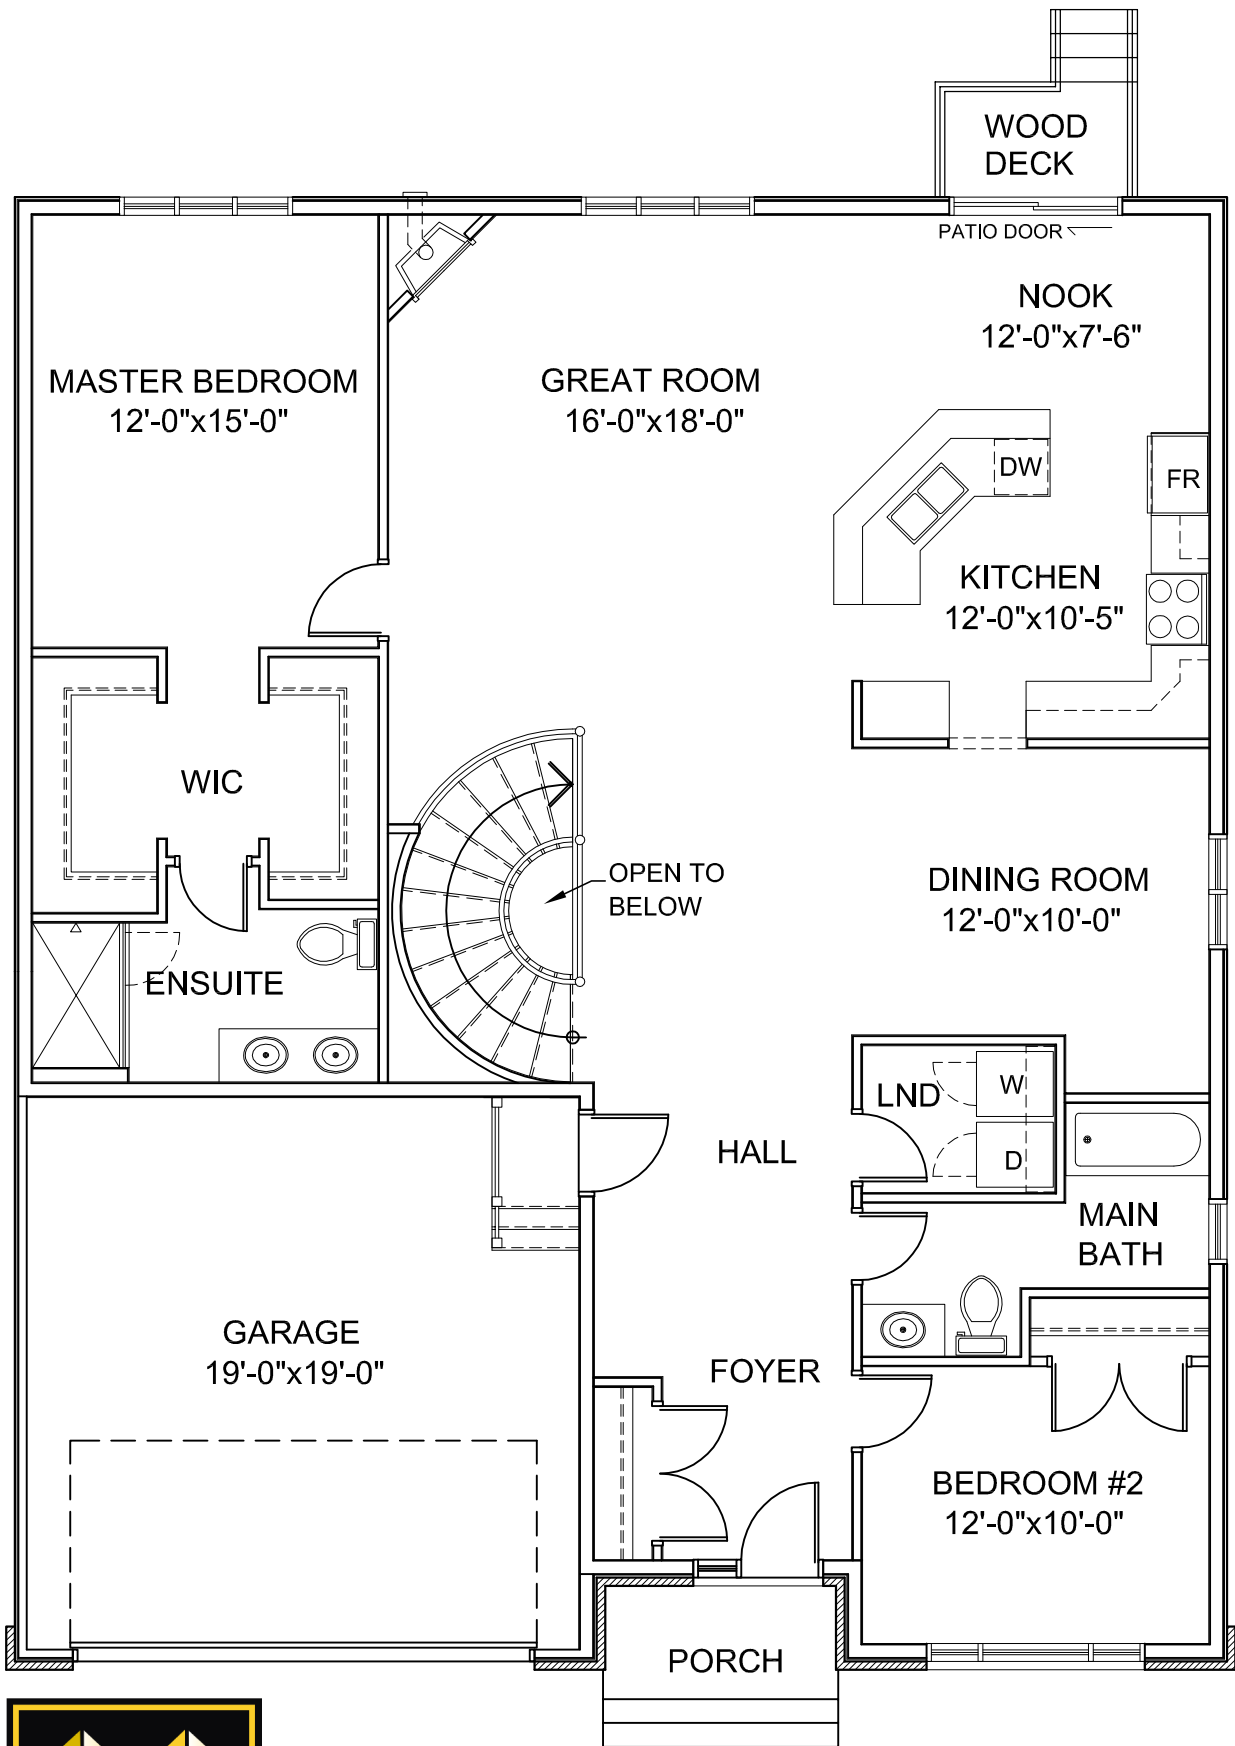 WOOD
DECK
PATIO DOOR
NOOK
12'-0"x7'-6"
MASTER BEDROOM
12'-0"x15'-0"
GREAT ROOM
16'-0"x18'-0"
DW
FR
KITCHEN
12'-0"x10'-5"
WIC
OPEN TO
BELOW
DINING ROOM
12'-0"x10'-0"
ENSUITE
LND
W
D
HALL
MAIN
BATH
GARAGE
19'-0"x19'-0"
FOYER
BEDROOM #2
12'-0"x10'-0"
PORCH